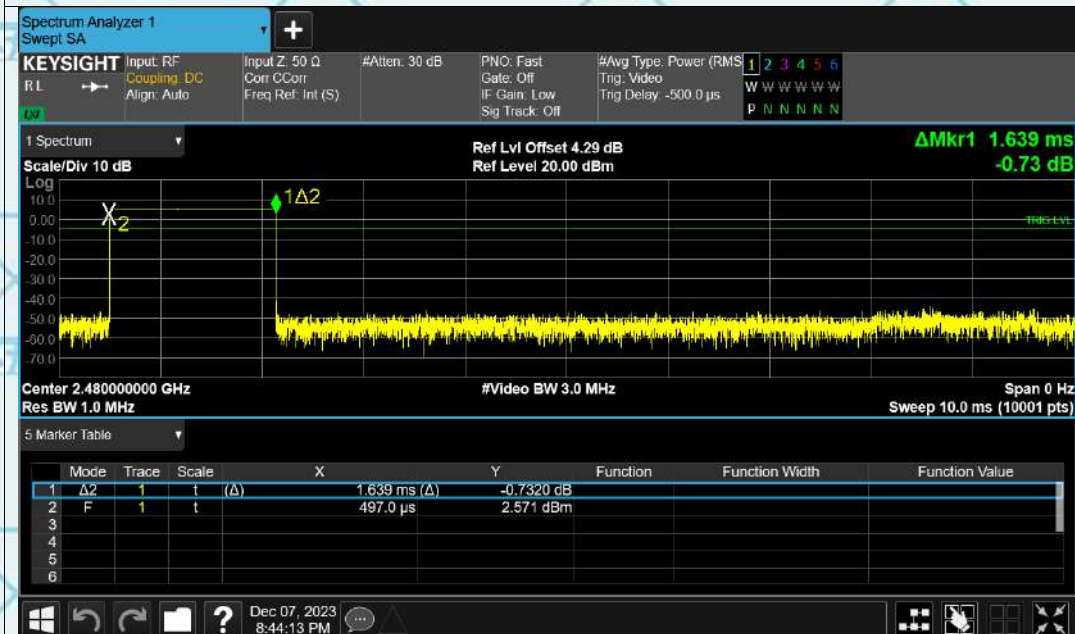 Spectrum Analyzer 1
Swept SA
+
KEYSIGHT Input: RF Input Z: 50 Ω #Atten: 30 dB PNO: Fast #Avg Type: Power (RMS 1 2 3 4 5 6
RL Coupling: DC Corr CCorr Gate: Off Trig: Video W W W W W W
Align: Auto Freq Ref: Int (S) IF Gain: Low Trig Delay: -500.0 µs
LXI Sig Track: Off P N N N N N
1 Spectrum Ref Lvl Offset 4.29 dB ΔMkr1 1.639 ms
Scale/Div 10 dB Ref Level 20.00 dBm -0.73 dB
Log
10.0 1Δ2
0.00 2 TRIG LVL
-10.0
-20.0
-30.0
-40.0
-50.0
-60.0
-70.0
Center 2.480000000 GHz #Video BW 3.0 MHz Span 0 Hz
Res BW 1.0 MHz Sweep 10.0 ms (10001 pts)
5 Marker Table
Mode Trace Scale X Y Function Function Width Function Value
1 Δ2 1 t (Δ) 1.639 ms (Δ) -0.7320 dB
2 F 1 t 497.0 µs 2.571 dBm
3
4
5
6
? Dec 07, 2023
8:44:13 PM